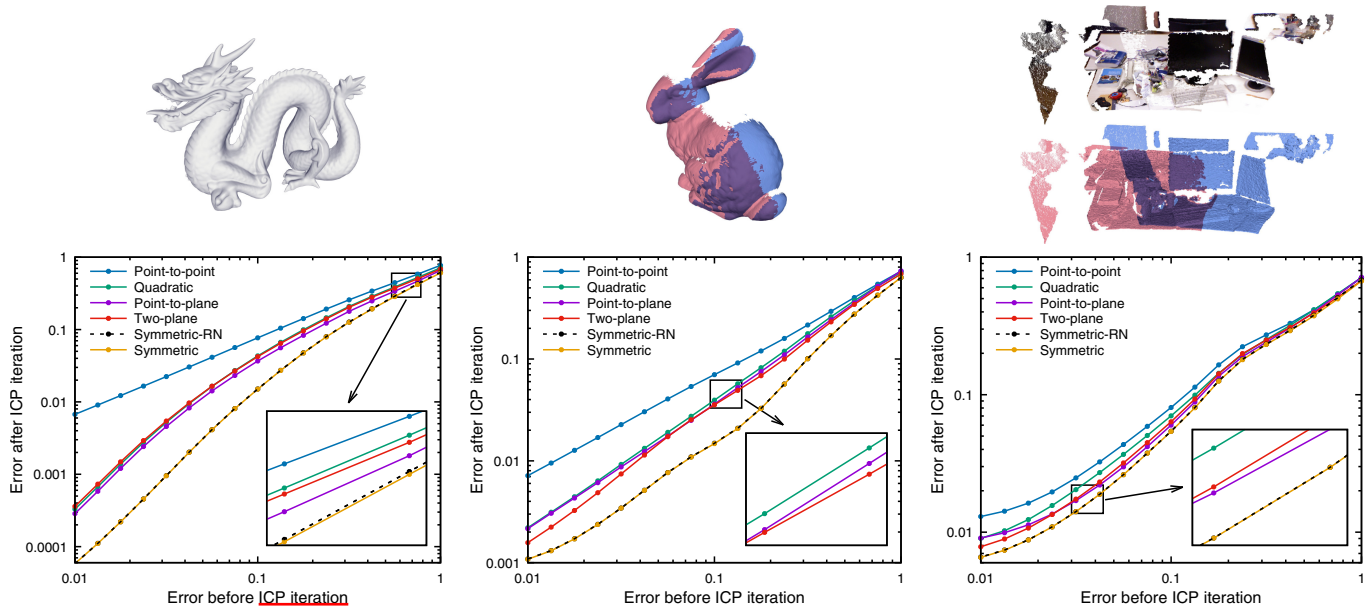 1
0.1
0.01
0.001
0.0001
0.01
0.1
1
Error after ICP iteration
Error before ICP iteration
Point-to-point
Quadratic
Point-to-plane
Two-plane
Symmetric-RN
Symmetric
1
0.1
0.01
0.001
0.01
0.1
1
Error after ICP iteration
Error before ICP iteration
Point-to-point
Quadratic
Point-to-plane
Two-plane
Symmetric-RN
Symmetric
1
0.1
0.01
0.01
0.1
1
Error after ICP iteration
Error before ICP iteration
Point-to-point
Quadratic
Point-to-plane
Two-plane
Symmetric-RN
Symmetric